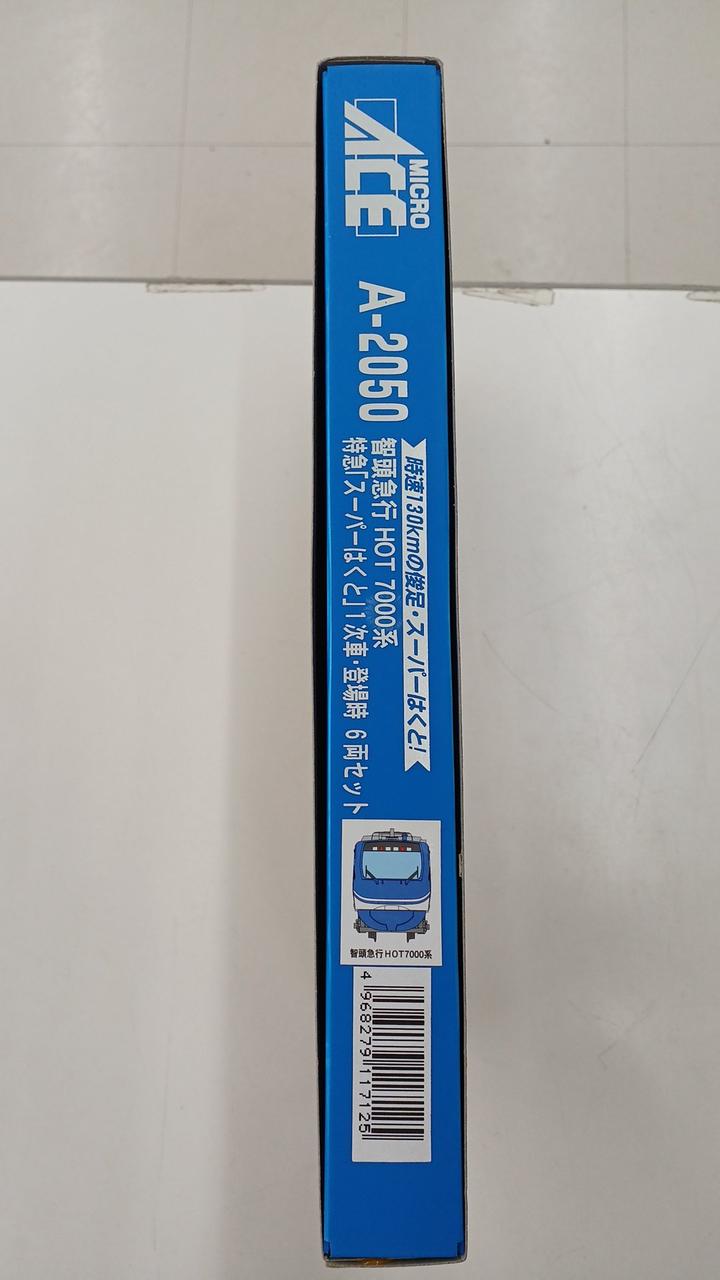 MICRO
ACE
A-2050
時速130kmの俊足・スーパーはくと!
智頭急行 HOT 7000系
特急「スーパーはくと」1次車・登場時 6両セット
智頭急行HOT7000系
4 968279 117125